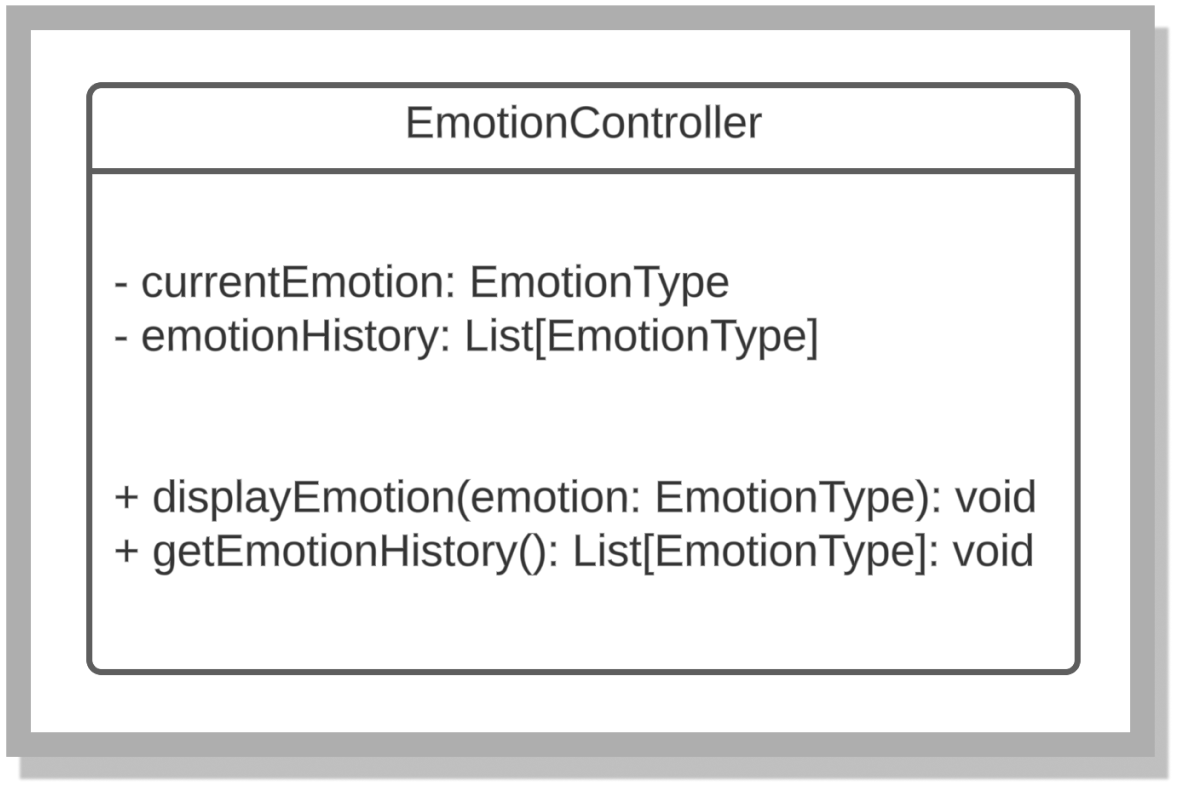 EmotionController
- currentEmotion: EmotionType
- emotionHistory: List[EmotionType]
+ displayEmotion(emotion: EmotionType): void
+ getEmotionHistory(): List[EmotionType]: void